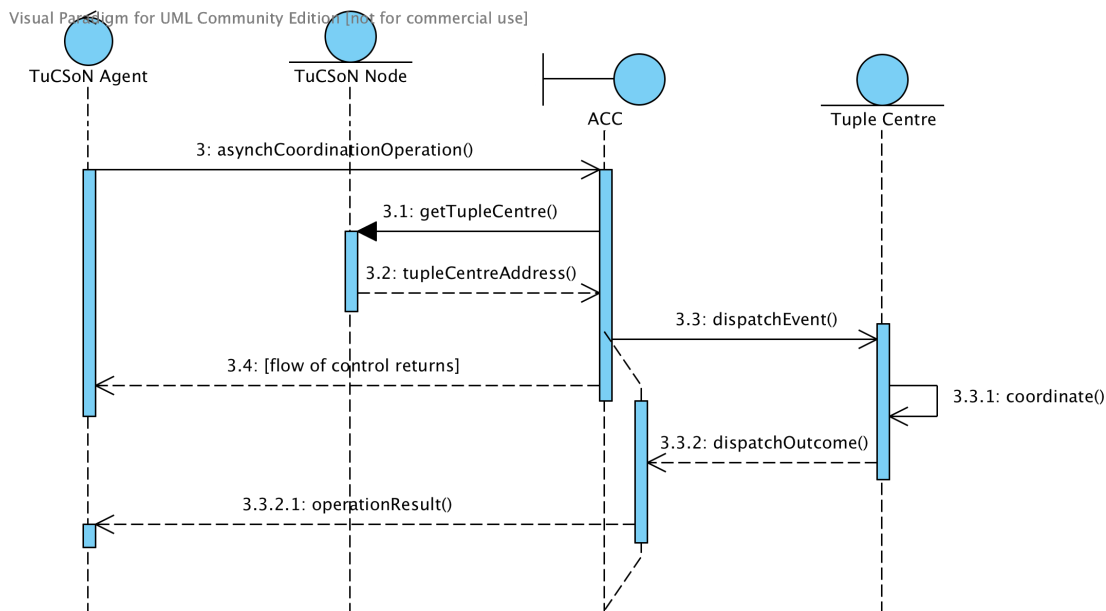 Visual Paradigm for UML Community Edition [not for commercial use]
TuCSoN Agent
TuCSoN Node
ACC
Tuple Centre
3: asynchCoordinationOperation()
3.1: getTupleCentre()
3.2: tupleCentreAddress()
3.3: dispatchEvent()
3.4: [flow of control returns]
3.3.1: coordinate()
3.3.2: dispatchOutcome()
3.3.2.1: operationResult()